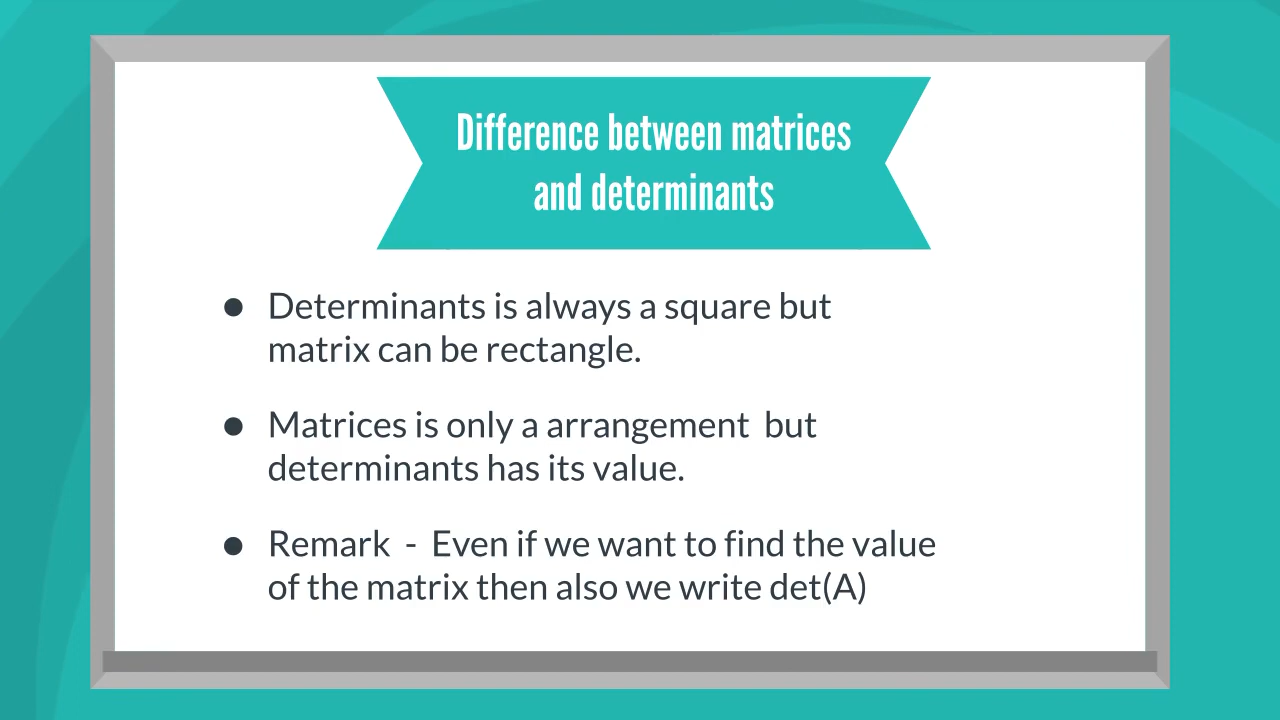 Difference between matrices
and determinants
● Determinants is always a square but
matrix can be rectangle.
● Matrices is only a arrangement  but
determinants has its value.
● Remark  -  Even if we want to find the value
of the matrix then also we write det(A)